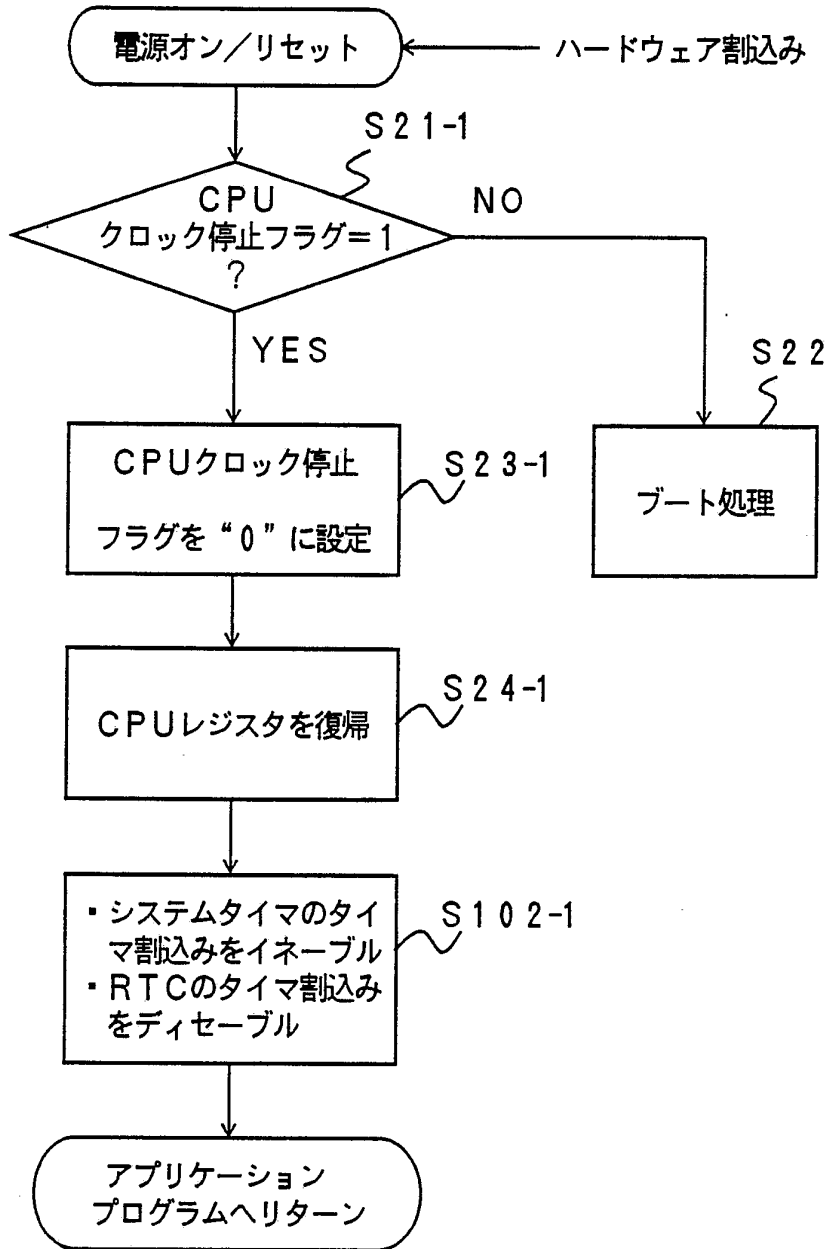 電源オン／リセット
ハードウェア割込み
S21-1
CPU
クロック停止フラグ＝1
?
NO
YES
S22
ブート処理
CPUクロック停止
フラグを“0”に設定
S23-1
CPUレジスタを復帰
S24-1
・システムタイマのタイ
マ割込みをイネーブル
・RTCのタイマ割込み
をディセーブル
S102-1
アプリケーション
プログラムへリターン